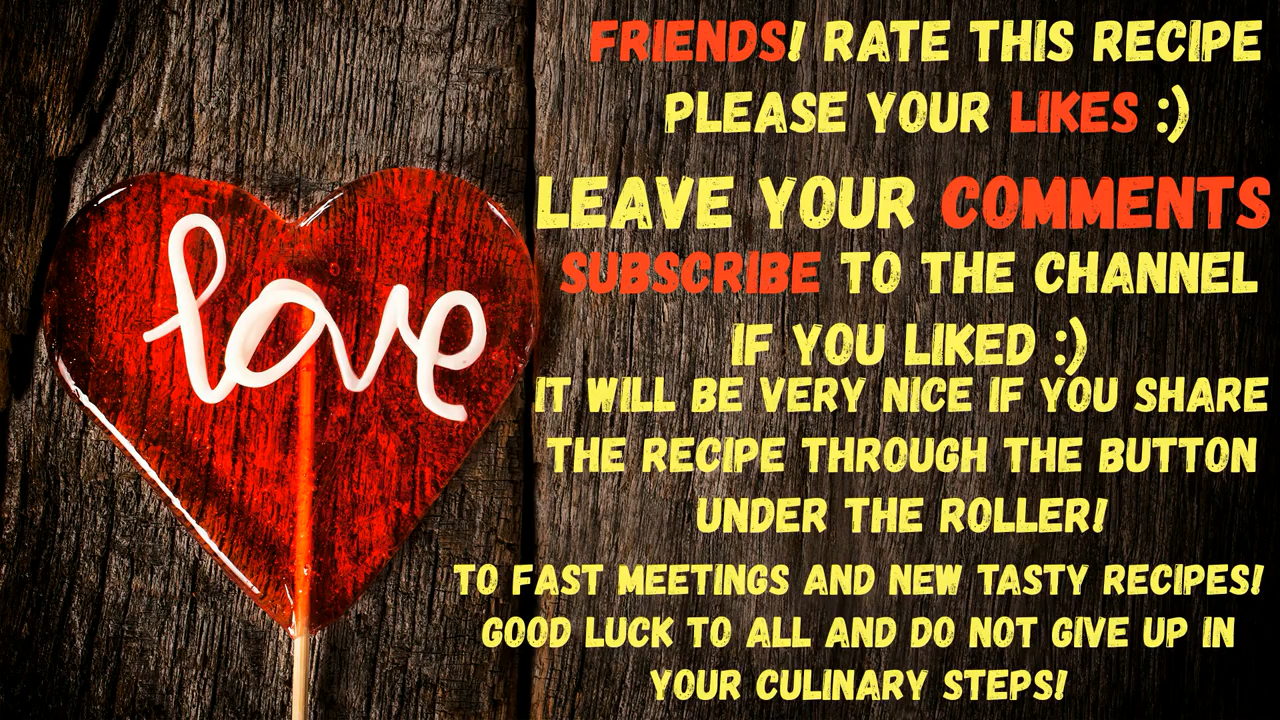 love
FRIENDS! RATE THIS RECIPE
PLEASE YOUR LIKES :)
LEAVE YOUR COMMENTS
SUBSCRIBE TO THE CHANNEL
IF YOU LIKED :)
IT WILL BE VERY NICE IF YOU SHARE
THE RECIPE THROUGH THE BUTTON
UNDER THE ROLLER!
TO FAST MEETINGS AND NEW TASTY RECIPES!
GOOD LUCK TO ALL AND DO NOT GIVE UP IN
YOUR CULINARY STEPS!